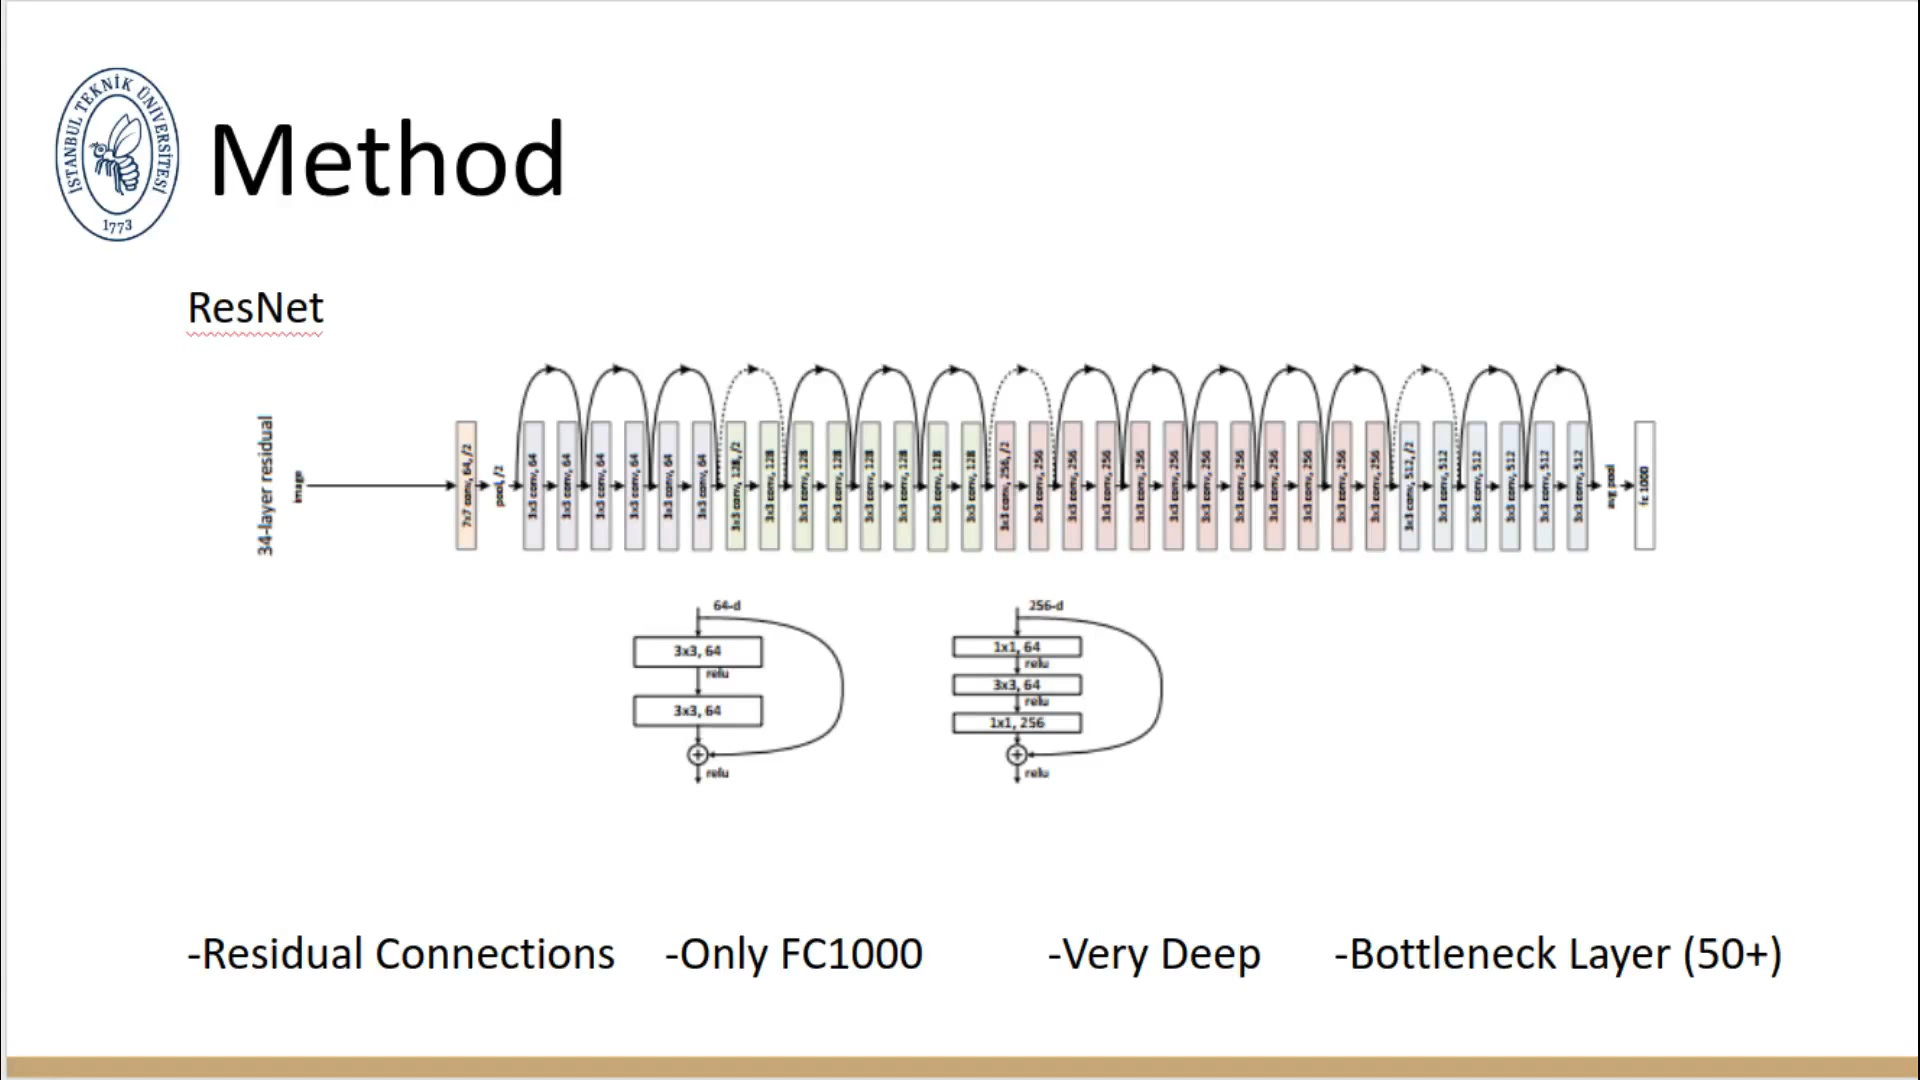 İSTANBUL TEKNİK ÜNİVERSİTESİ
1773
Method
ResNet
34-layer residual
image
7x7 conv, 64, /2
pool, /2
3x3 conv, 64
3x3 conv, 64
3x3 conv, 64
3x3 conv, 64
3x3 conv, 64
3x3 conv, 64
3x3 conv, 128, /2
3x3 conv, 128
3x3 conv, 128
3x3 conv, 128
3x3 conv, 128
3x3 conv, 128
3x3 conv, 128
3x3 conv, 128
3x3 conv, 256, /2
3x3 conv, 256
3x3 conv, 256
3x3 conv, 256
3x3 conv, 256
3x3 conv, 256
3x3 conv, 256
3x3 conv, 256
3x3 conv, 256
3x3 conv, 256
3x3 conv, 256
3x3 conv, 256
3x3 conv, 512, /2
3x3 conv, 512
3x3 conv, 512
3x3 conv, 512
3x3 conv, 512
3x3 conv, 512
avg pool
fc 1000
64-d
3x3, 64
relu
3x3, 64
relu
256-d
1x1, 64
relu
3x3, 64
relu
1x1, 256
relu
-Residual Connections -Only FC1000 -Very Deep -Bottleneck Layer (50+)